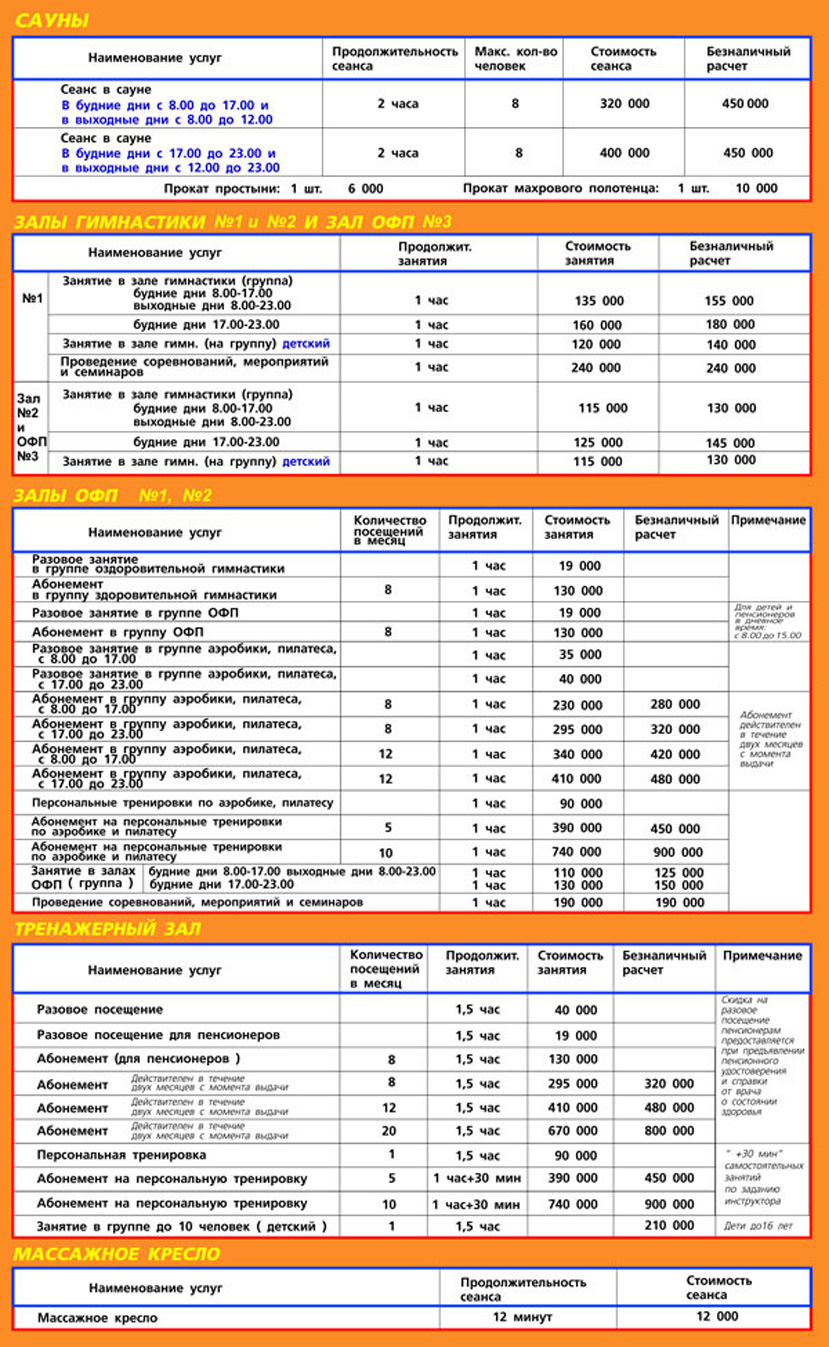 САУНЫ
Наименование услуг
Продолжительность сеанса
Макс. кол-во человек
Стоимость сеанса
Безналичный расчет
Сеанс в сауне
В будние дни с 8.00 до 17.00 и
в выходные дни с 8.00 до 12.00
2 часа 8 320 000 450 000
Сеанс в сауне
В будние дни с 17.00 до 23.00 и
в выходные дни с 12.00 до 23.00
2 часа 8 400 000 450 000
Прокат простыни: 1 шт. 6 000 Прокат махрового полотенца: 1 шт. 10 000
ЗАЛЫ ГИМНАСТИКИ №1 и №2 И ЗАЛ ОФП №3
Наименование услуг
Продолжит. занятия
Стоимость занятия
Безналичный расчет
№1
Занятие в зале гимнастики (группа)
будние дни 8.00-17.00
выходные дни 8.00-23.00 1 час 135 000 155 000
будние дни 17.00-23.00 1 час 160 000 180 000
Занятие в зале гимн. (на группу) детский 1 час 120 000 140 000
Проведение соревнований, мероприятий
и семинаров 1 час 240 000 240 000
Зал
№2
и
ОФП
№3
Занятие в зале гимнастики (группа)
будние дни 8.00-17.00 1 час 115 000 130 000
выходные дни 8.00-23.00
будние дни 17.00-23.00 1 час 125 000 145 000
Занятие в зале гимн. (на группу) детский 1 час 115 000 130 000
ЗАЛЫ ОФП №1, №2
Наименование услуг
Количество посещений в месяц
Продолжит. занятия
Стоимость занятия
Безналичный расчет
Примечание
Разовое занятие
в группе оздоровительной гимнастики 1 час 19 000
Абонемент
в группу здоровительной гимнастики 8 1 час 130 000
Разовое занятие в группе ОФП 1 час 19 000
Абонемент в группу ОФП 8 1 час 130 000
Для детей и
пенсионеров
в дневное
время:
с 8.00 до 15.00
Разовое занятие в группе аэробики, пилатеса,
с 8.00 до 17.00 1 час 35 000
Разовое занятие в группе аэробики, пилатеса,
с 17.00 до 23.00 1 час 40 000
Абонемент в группу аэробики, пилатеса,
с 8.00 до 17.00 8 1 час 230 000 280 000
Абонемент в группу аэробики, пилатеса,
с 17.00 до 23.00 8 1 час 295 000 320 000
Абонемент в группу аэробики, пилатеса,
с 8.00 до 17.00 12 1 час 340 000 420 000
Абонемент в группу аэробики, пилатеса,
с 17.00 до 23.00 12 1 час 410 000 480 000
Абонемент
действителен
в течение
двух месяцев
с момента
выдачи
Персональные тренировки по аэробике, пилатесу 1 час 90 000
Абонемент на персональные тренировки
по аэробике и пилатесу 5 1 час 390 000 450 000
Абонемент на персональные тренировки
по аэробике и пилатесу 10 1 час 740 000 900 000
Занятие в залах будние дни 8.00-17.00 выходные дни 8.00-23.00 1 час 110 000 125 000
ОФП ( группа ) будние дни 17.00-23.00 1 час 130 000 150 000
Проведение соревнований, мероприятий и семинаров 1 час 190 000 190 000
ТРЕНАЖЕРНЫЙ ЗАЛ
Наименование услуг
Количество посещений в месяц
Продолжит. занятия
Стоимость занятия
Безналичный расчет
Примечание
Разовое посещение 1,5 час 40 000
Разовое посещение для пенсионеров 1,5 час 19 000
Абонемент (для пенсионеров ) 8 1,5 час 130 000
Абонемент Действителен в течение
двух месяцев с момента выдачи 8 1,5 час 295 000 320 000
Абонемент Действителен в течение
двух месяцев с момента выдачи 12 1,5 час 410 000 480 000
Абонемент Действителен в течение
двух месяцев с момента выдачи 20 1,5 час 670 000 800 000
Скидка на
разовое
посещение
пенсионерам
предоставляется
при предъявлении
пенсионного
удостоверения
и справки
от врача
о состоянии
здоровья
Персональная тренировка 1 1,5 час 90 000
Абонемент на персональную тренировку 5 1 час+30 мин 390 000 450 000
Абонемент на персональную тренировку 10 1 час+30 мин 740 000 900 000
" +30 мин"
самостоятельных
занятий
по заданию
инструктора
Занятие в группе до 10 человек ( детский ) 1 1,5 час 210 000 Дети до16 лет
МАССАЖНОЕ КРЕСЛО
Наименование услуг
Продолжительность сеанса
Стоимость сеанса
Массажное кресло 12 минут 12 000